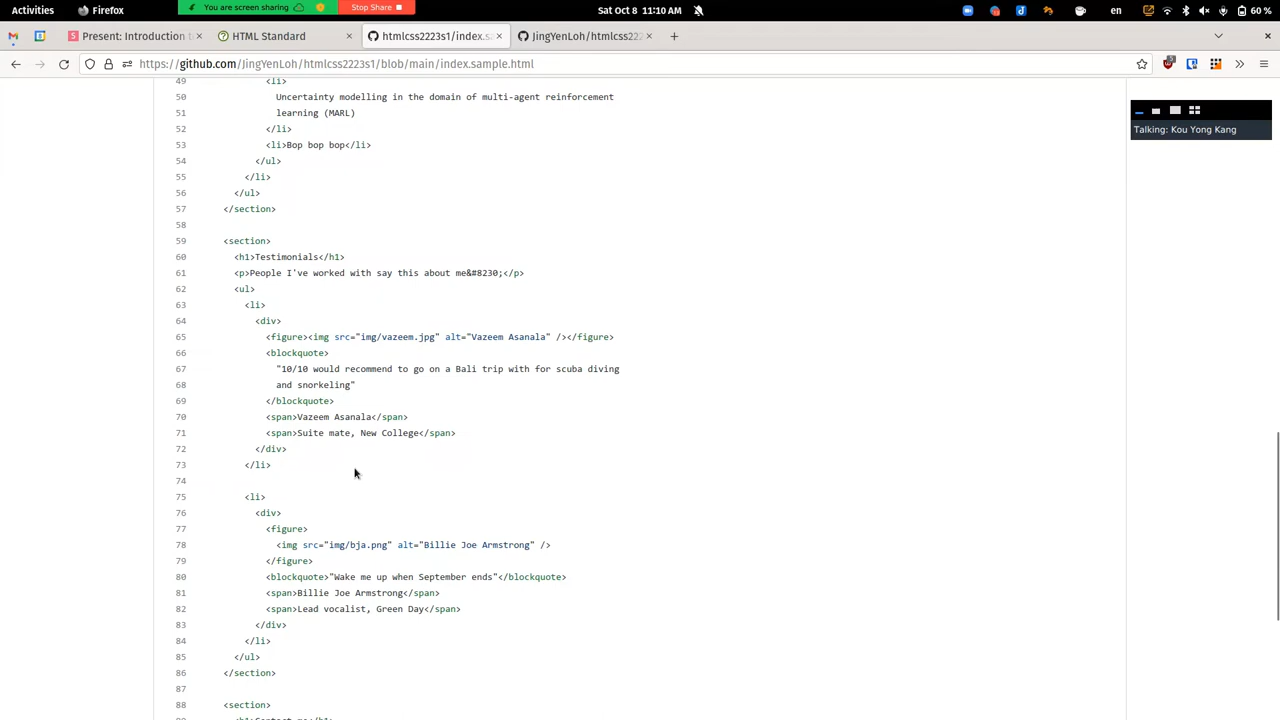 Activities
Firefox
You are screen sharing
Stop Share
Sat Oct 8 11:10 AM
en
60 %
Present: Introduction t
HTML Standard
htmlcss2223s1/index.sa
JingYenLoh/htmlcss222
https://github.com/JingYenLoh/htmlcss2223s1/blob/main/index.sample.html
Talking: Kou Yong Kang
49 <li>
50 Uncertainty modelling in the domain of multi-agent reinforcement
51 learning (MARL)
52 </li>
53 <li>Bop bop bop</li>
54 </ul>
55 </li>
56 </ul>
57 </section>
58
59 <section>
60 <h1>Testimonials</h1>
61 <p>People I've worked with say this about me&#8230;</p>
62 <ul>
63 <li>
64 <div>
65 <figure><img src="img/vazeem.jpg" alt="Vazeem Asanala" /></figure>
66 <blockquote>
67 "10/10 would recommend to go on a Bali trip with for scuba diving
68 and snorkeling"
69 </blockquote>
70 <span>Vazeem Asanala</span>
71 <span>Suite mate, New College</span>
72 </div>
73 </li>
74
75 <li>
76 <div>
77 <figure>
78 <img src="img/bja.png" alt="Billie Joe Armstrong" />
79 </figure>
80 <blockquote>"Wake me up when September ends"</blockquote>
81 <span>Billie Joe Armstrong</span>
82 <span>Lead vocalist, Green Day</span>
83 </div>
84 </li>
85 </ul>
86 </section>
87
88 <section>
<h1>Contact me</h1>